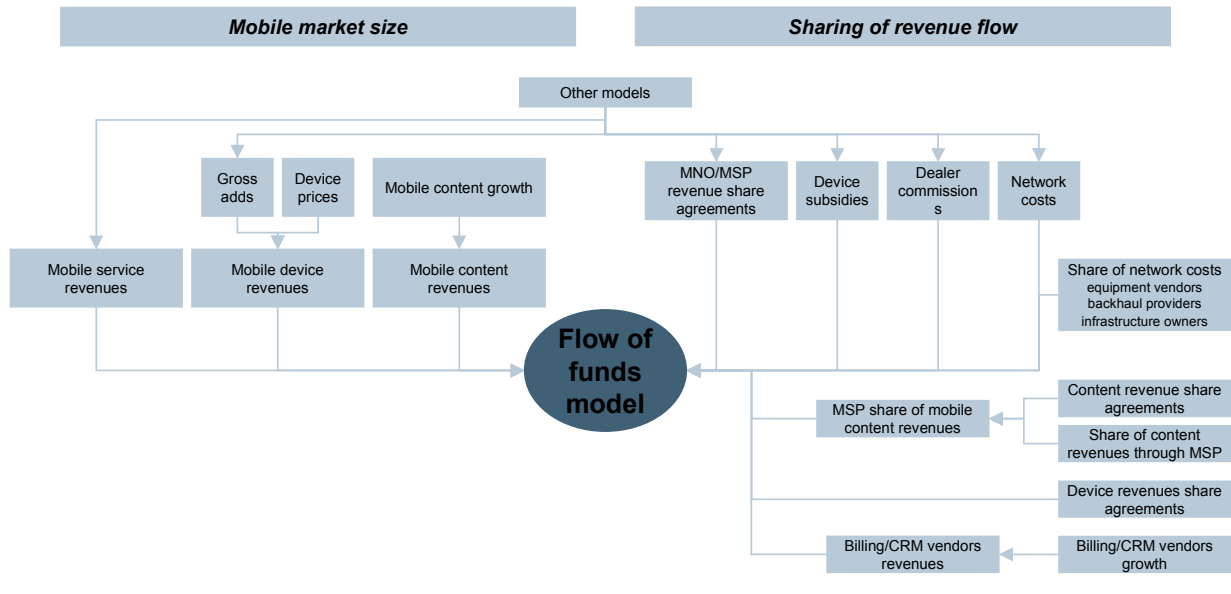 Mobile market size
Sharing of revenue flow
Other models
Gross
adds
Device
prices
Mobile content growth
MNO/MSP
revenue share
agreements
Device
subsidies
Dealer
commission
s
Network
costs
Mobile service
revenues
Mobile device
revenues
Mobile content
revenues
Share of network costs
equipment vendors
backhaul providers
infrastructure owners
Flow of
funds
model
MSP share of mobile
content revenues
Content revenue share
agreements
Share of content
revenues through MSP
Device revenues share
agreements
Billing/CRM vendors
revenues
Billing/CRM vendors
growth